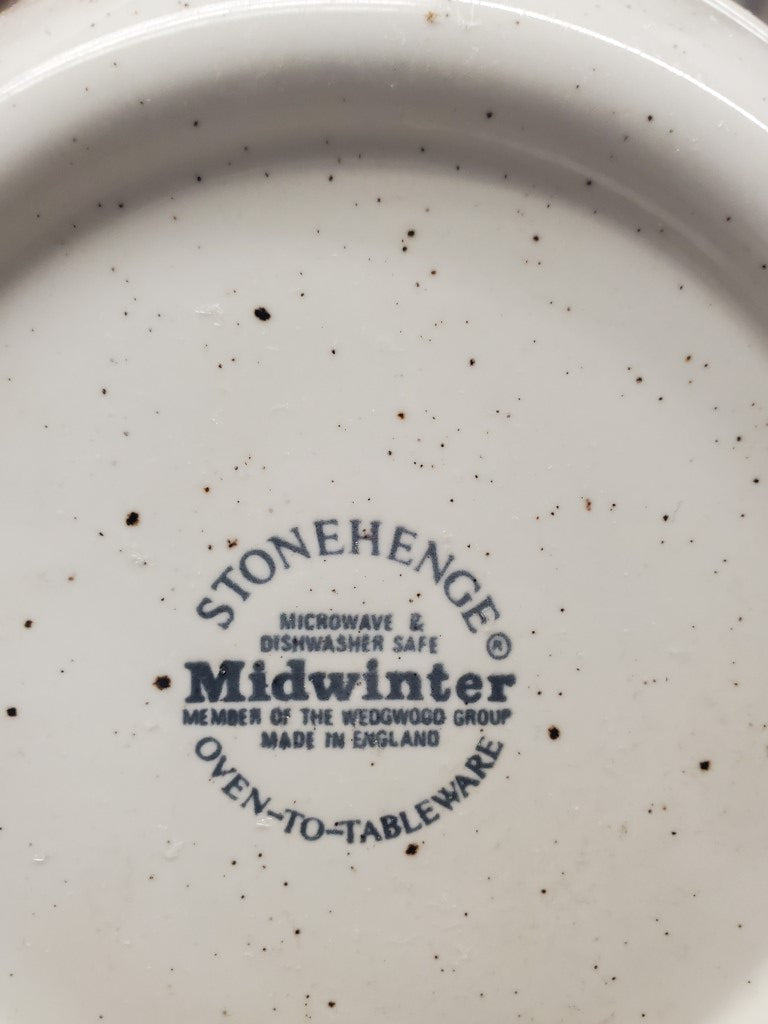 STONEHENGE®
MICROWAVE &
DISHWASHER SAFE
Midwinter
MEMBER OF THE WEDGWOOD GROUP
MADE IN ENGLAND
OVEN-TO-TABLEWARE